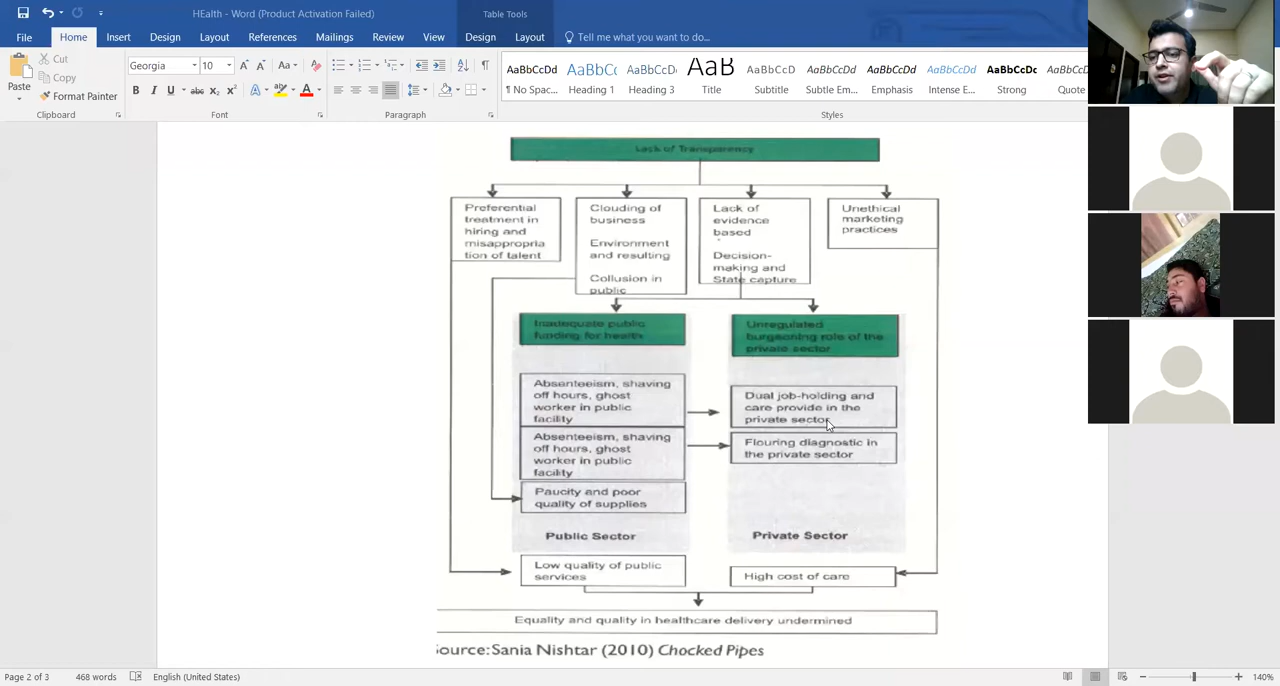 HEalth - Word (Product Activation Failed)
Table Tools
File
Home
Insert
Design
Layout
References
Mailings
Review
View
Design
Layout
Tell me what you want to do...
Paste
Cut
Copy
Format Painter
Clipboard
Georgia
10
Font
Paragraph
AaBbCcDd
¶ No Spac...
AaBbC
Heading 1
AaBbCcD
Heading 3
AaB
Title
AaBbCcD
Subtitle
AaBbCcDd
Subtle Em...
AaBbCcDd
Emphasis
AaBbCcDd
Intense E...
AaBbCcDc
Strong
AaBbCcDd
Quote
Styles
Lack of Transparency
Preferential
treatment in
hiring and
misappropria
tion of talent
Clouding of
business
Environment
and resulting
Collusion in
public
Lack of
evidence
based
Decision-
making and
State capture
Unethical
marketing
practices
Inadequate public
funding for health
Unregulated
burgeoning role of the
private sector
Absenteeism, shaving
off hours, ghost
worker in public
facility
Dual job-holding and
care provide in the
private sector
Absenteeism, shaving
off hours, ghost
worker in public
facility
Flouring diagnostic in
the private sector
Paucity and poor
quality of supplies
Public Sector
Private Sector
Low quality of public
services
High cost of care
Equality and quality in healthcare delivery undermined
ource: Sania Nishtar (2010) Chocked Pipes
Page 2 of 3
468 words
English (United States)
140%